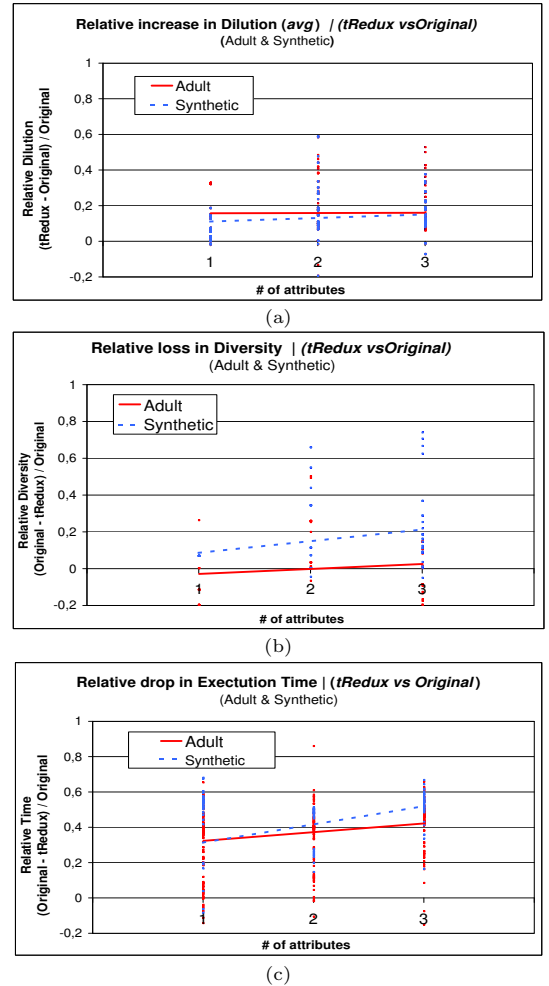 Relative increase in Dilution (avg) | (tRedux vsOriginal)
(Adult & Synthetic)
Relative Dilution
(tRedux - Original) / Original
1
0,8
0,6
0,4
0,2
0
-0,2
Adult
Synthetic
1 2 3
# of attributes
(a)
Relative loss in Diversity | (tRedux vsOriginal)
(Adult & Synthetic)
Relative Diversity
(Original - tRedux) / Original
1
0,8
0,6
0,4
0,2
0
-0,2
Adult
Synthetic
1 2 3
# of attributes
(b)
Relative drop in Exectution Time | (tRedux vs Original)
(Adult & Synthetic)
Relative Time
(Original - tRedux) / Original
1
0,8
0,6
0,4
0,2
0
-0,2
Adult
Synthetic
1 2 3
# of attributes
(c)